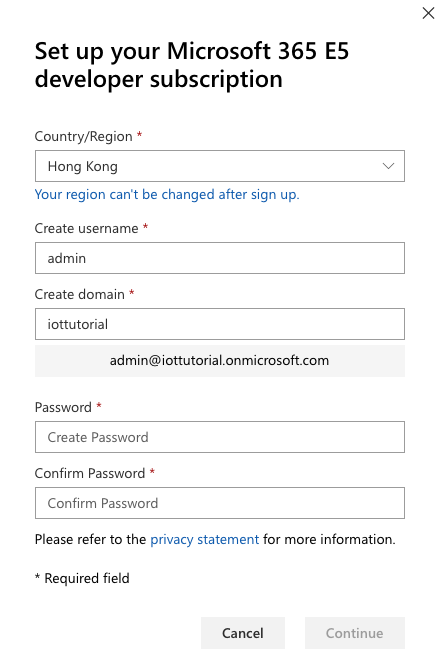 Set up your Microsoft 365 E5
developer subscription
Country/Region *
Hong Kong
Your region can't be changed after sign up.
Create username *
admin
Create domain *
iottutorial
admin@iottutorial.onmicrosoft.com
Password *
Create Password
Confirm Password *
Confirm Password
Please refer to the privacy statement for more information.
* Required field
Cancel Continue